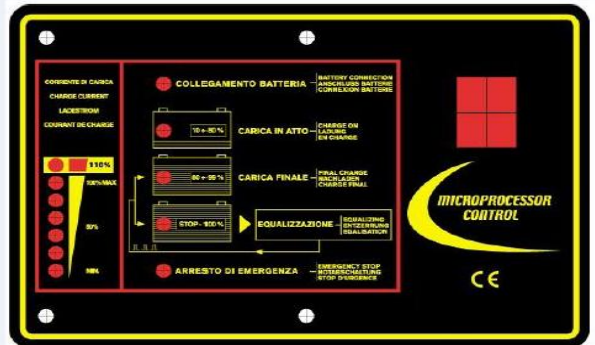 CORRENTE DI CARICA
CHARGE CURRENT
LADESTROM
COURANT DE CHARGE
110%
100% MAX
50%
MIN
COLLEGAMENTO BATTERIA
BATTERY CONNECTION
ANSCHLUSS BATTERIE
CONNEXION BATTERIE
10 ÷ 80 %
CARICA IN ATTO
CHARGE ON
LADUNG
EN CHARGE
80 ÷ 99 %
CARICA FINALE
FINAL CHARGE
NACHLADEN
CHARGE FINAL
STOP - 100 %
EQUALIZZAZIONE
EQUALIZING
ENTZERRUNG
EGALISATION
ARRESTO DI EMERGENZA
EMERGENCY STOP
NOTABSCHALTUNG
STOP D'URGENCE
MICROPROCESSOR
CONTROL
CE